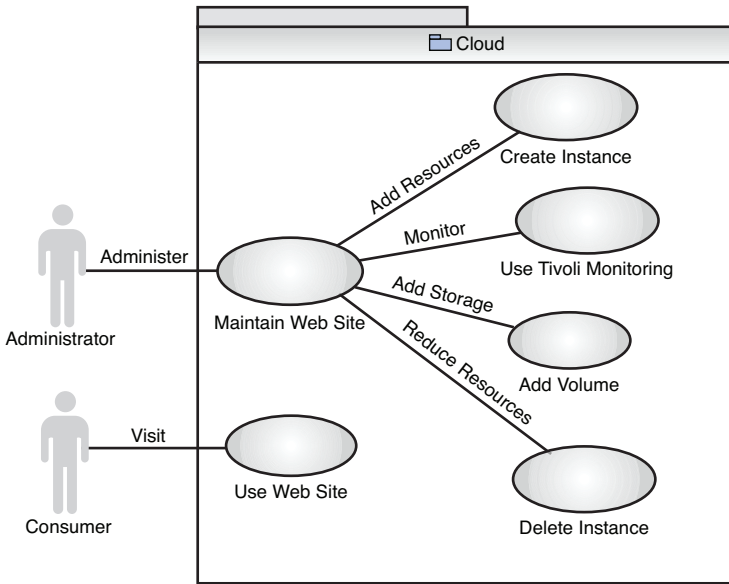 Cloud
Add Resources
Create Instance
Monitor
Use Tivoli Monitoring
Administer
Add Storage
Maintain Web Site
Administrator
Reduce Resources
Add Volume
Visit
Use Web Site
Consumer
Delete Instance